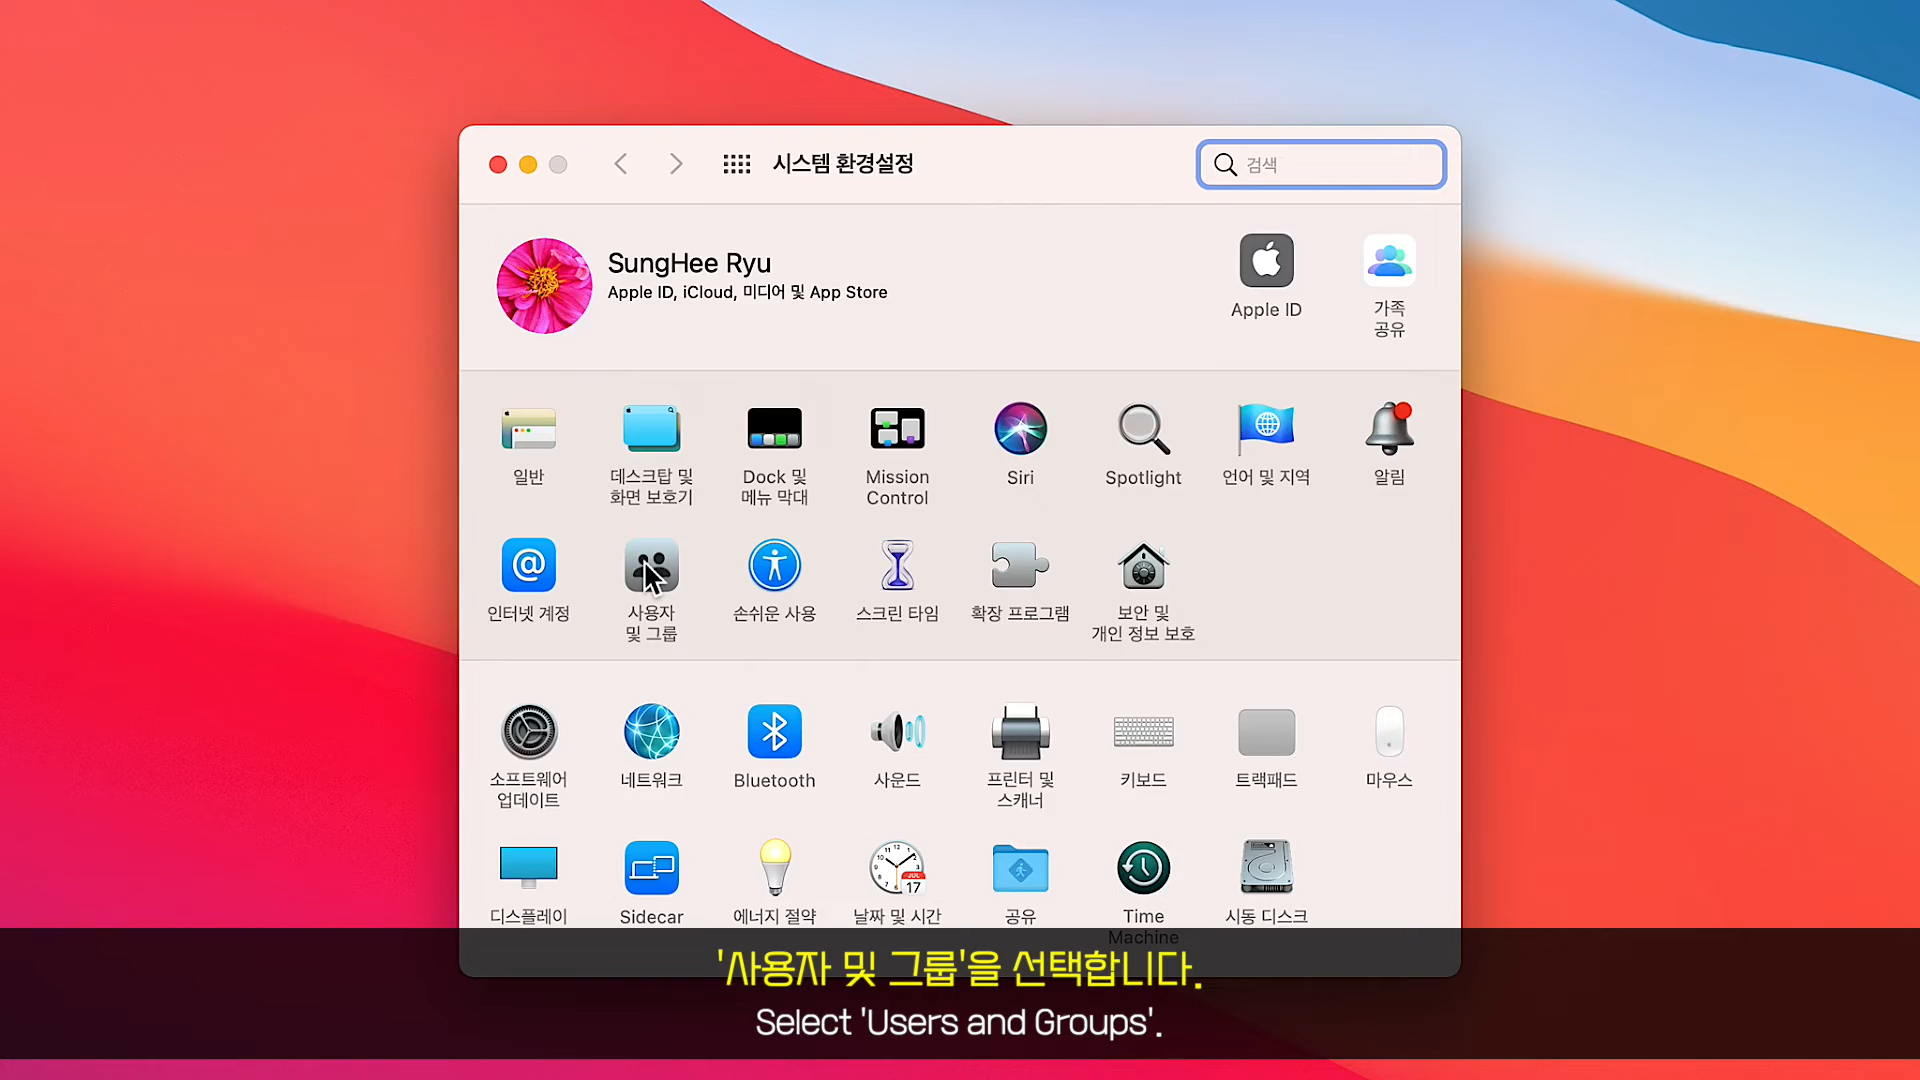 시스템 환경설정
검색
SungHee Ryu
Apple ID, iCloud, 미디어 및 App Store
Apple ID
가족
공유
일반
데스크탑 및
화면 보호기
Dock 및
메뉴 막대
Mission
Control
Siri
Spotlight
언어 및 지역
알림
인터넷 계정
사용자
및 그룹
손쉬운 사용
스크린 타임
확장 프로그램
보안 및
개인 정보 보호
소프트웨어
업데이트
네트워크
Bluetooth
사운드
프린터 및
스캐너
키보드
트랙패드
마우스
디스플레이
Sidecar
에너지 절약
JUL
17
날짜 및 시간
공유
Time
Machine
시동 디스크
'사용자 및 그룹'을 선택합니다.
Select 'Users and Groups'.